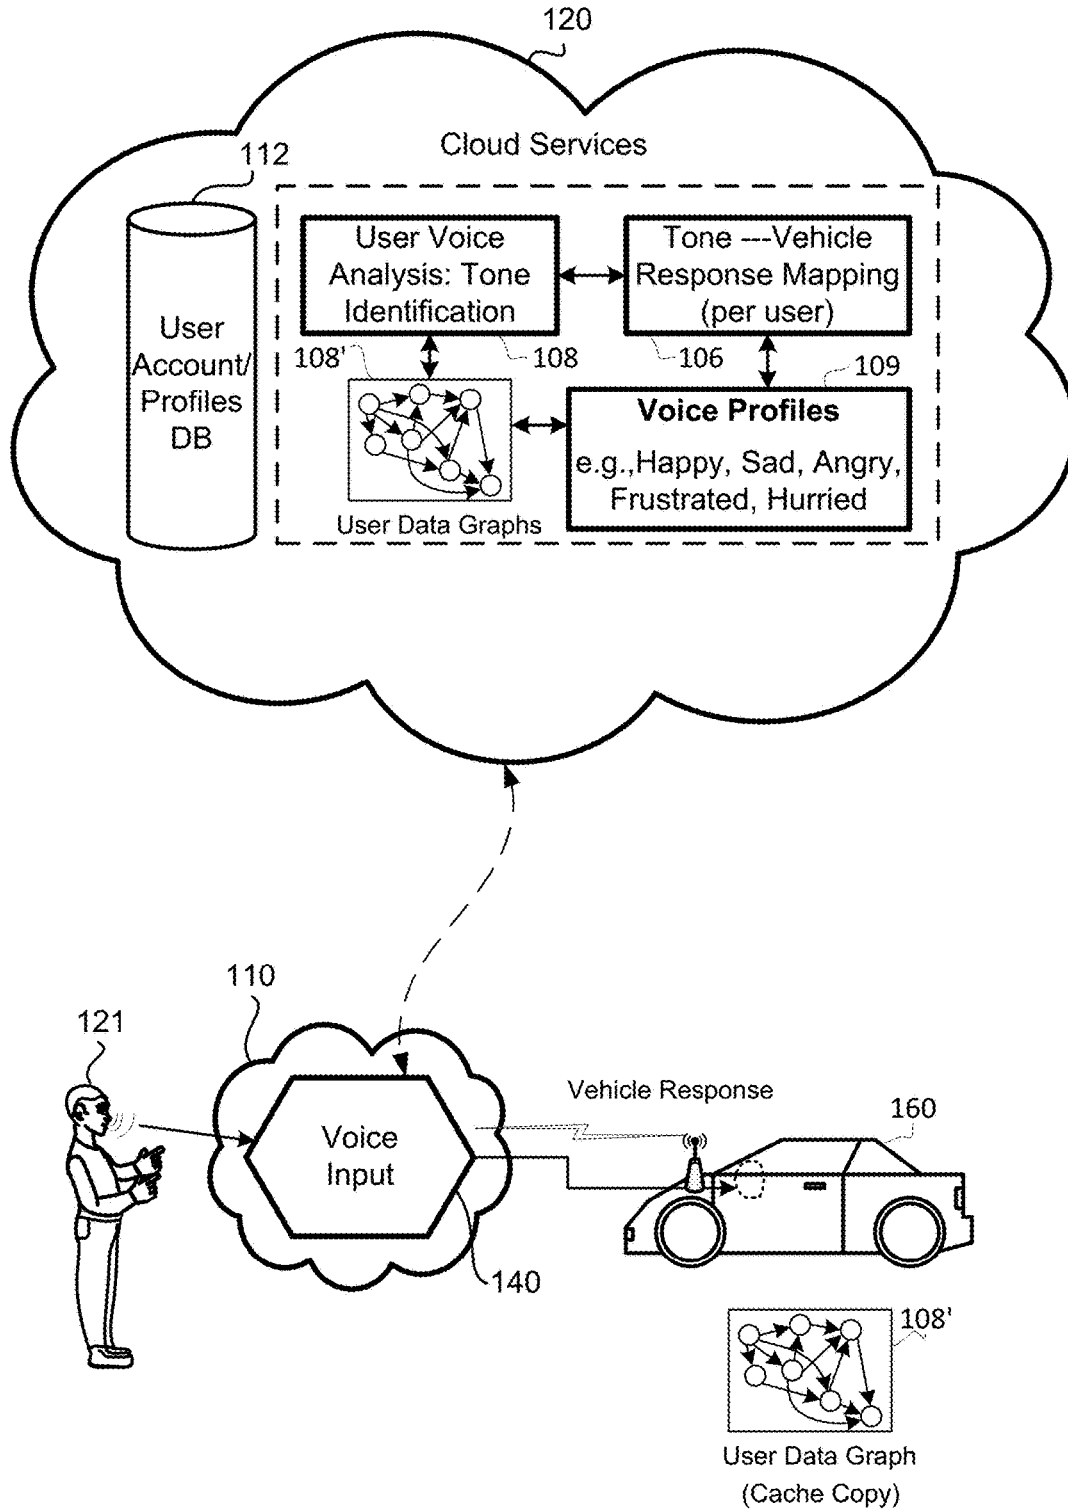 120
Cloud Services
112
User
Account/
Profiles
DB
User Voice
Analysis: Tone
Identification
Tone ---Vehicle
Response Mapping
(per user)
108'
108
106
109
Voice Profiles
e.g.,Happy, Sad, Angry,
Frustrated, Hurried
User Data Graphs
110
121
Voice
Input
140
Vehicle Response
160
108'
User Data Graph
(Cache Copy)